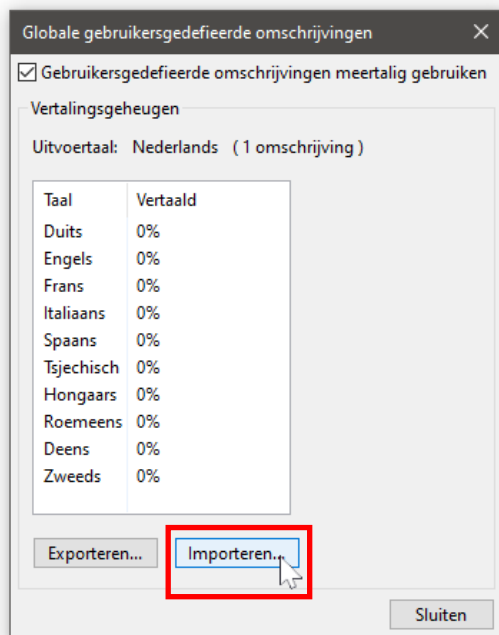 Globale gebruikersgedefieerde omschrijvingen
Gebruikersgedefieerde omschrijvingen meertalig gebruiken
Vertalingsgeheugen
Uitvoertaal: Nederlands ( 1 omschrijving )
Taal Vertaald
Duits 0%
Engels 0%
Frans 0%
Italiaans 0%
Spaans 0%
Tsjechisch 0%
Hongaars 0%
Roemeens 0%
Deens 0%
Zweeds 0%
Exporteren... Importeren...
Sluiten